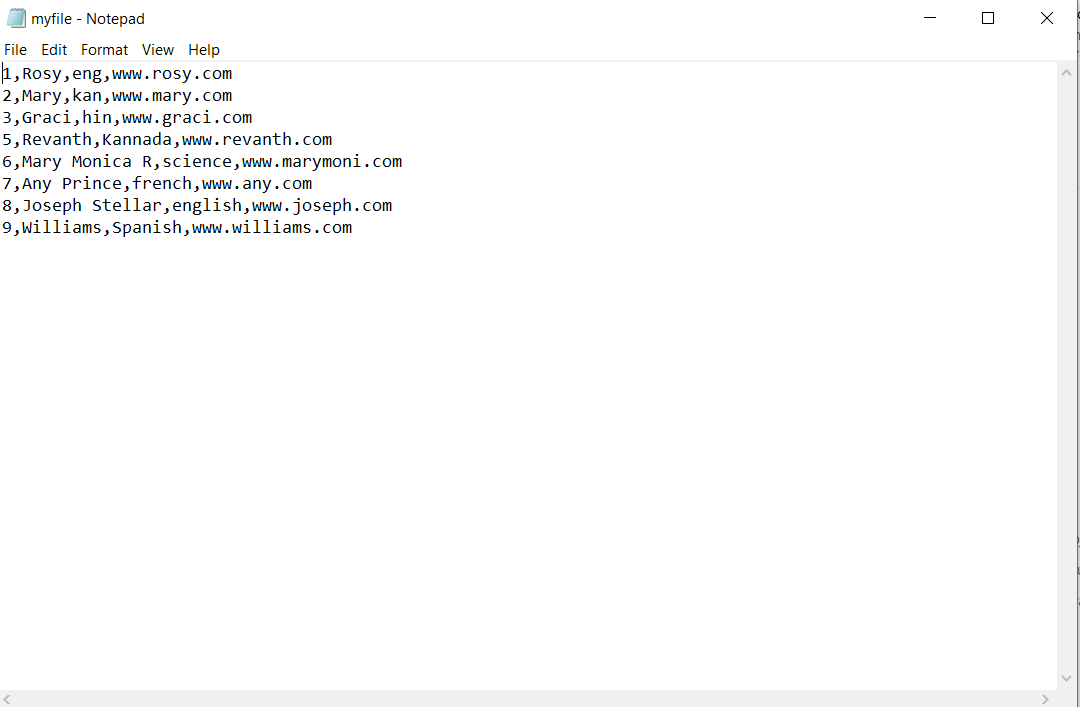 myfile - Notepad
File Edit Format View Help
1,Rosy,eng,www.rosy.com
2,Mary,kan,www.mary.com
3,Graci,hin,www.graci.com
5,Revanth,Kannada,www.revanth.com
6,Mary Monica R,science,www.marymoni.com
7,Any Prince,french,www.any.com
8,Joseph Stellar,english,www.joseph.com
9,Williams,Spanish,www.williams.com